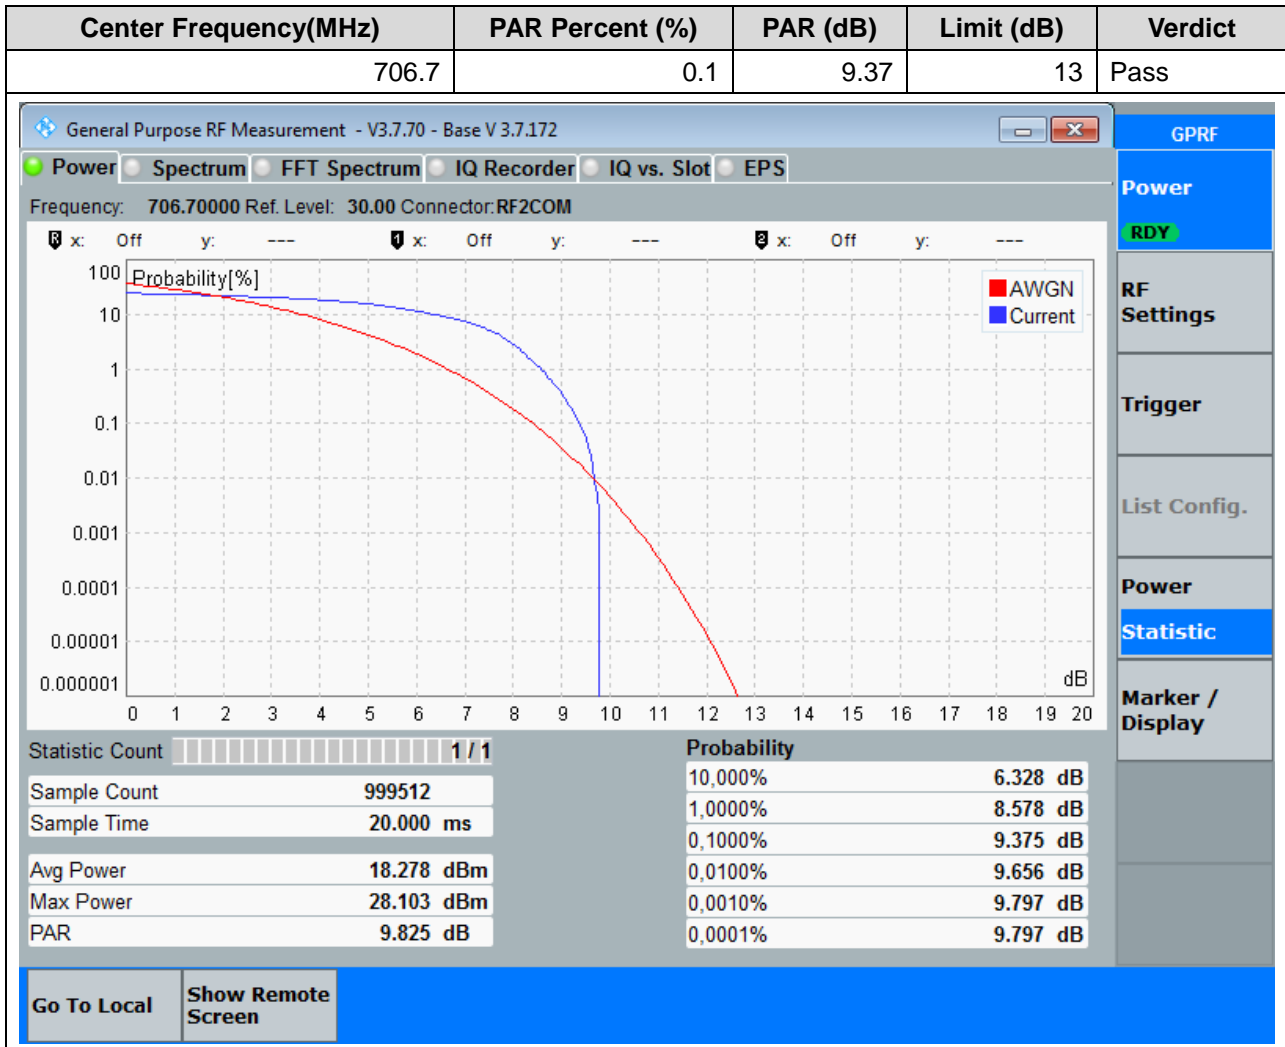 Center Frequency(MHz) PAR Percent (%) PAR (dB) Limit (dB) Verdict
706.7 0.1 9.37 13 Pass
General Purpose RF Measurement - V3.7.70 - Base V 3.7.172
Power Spectrum FFT Spectrum IQ Recorder IQ vs. Slot EPS
Frequency: 706.70000 Ref. Level: 30.00 Connector:RF2COM
R x: Off y: --- 1 x: Off y: --- 2 x: Off y: ---
Probability[%]
100
10
1
0.1
0.01
0.001
0.0001
0.00001
0.000001
AWGN
Current
dB
0 1 2 3 4 5 6 7 8 9 10 11 12 13 14 15 16 17 18 19 20
Statistic Count 1 / 1
Sample Count 999512
Sample Time 20.000 ms
Avg Power 18.278 dBm
Max Power 28.103 dBm
PAR 9.825 dB
Probability
10,000% 6.328 dB
1,0000% 8.578 dB
0,1000% 9.375 dB
0,0100% 9.656 dB
0,0010% 9.797 dB
0,0001% 9.797 dB
GPRF
Power
RDY
RF
Settings
Trigger
List Config.
Power
Statistic
Marker /
Display
Go To Local
Show Remote
Screen